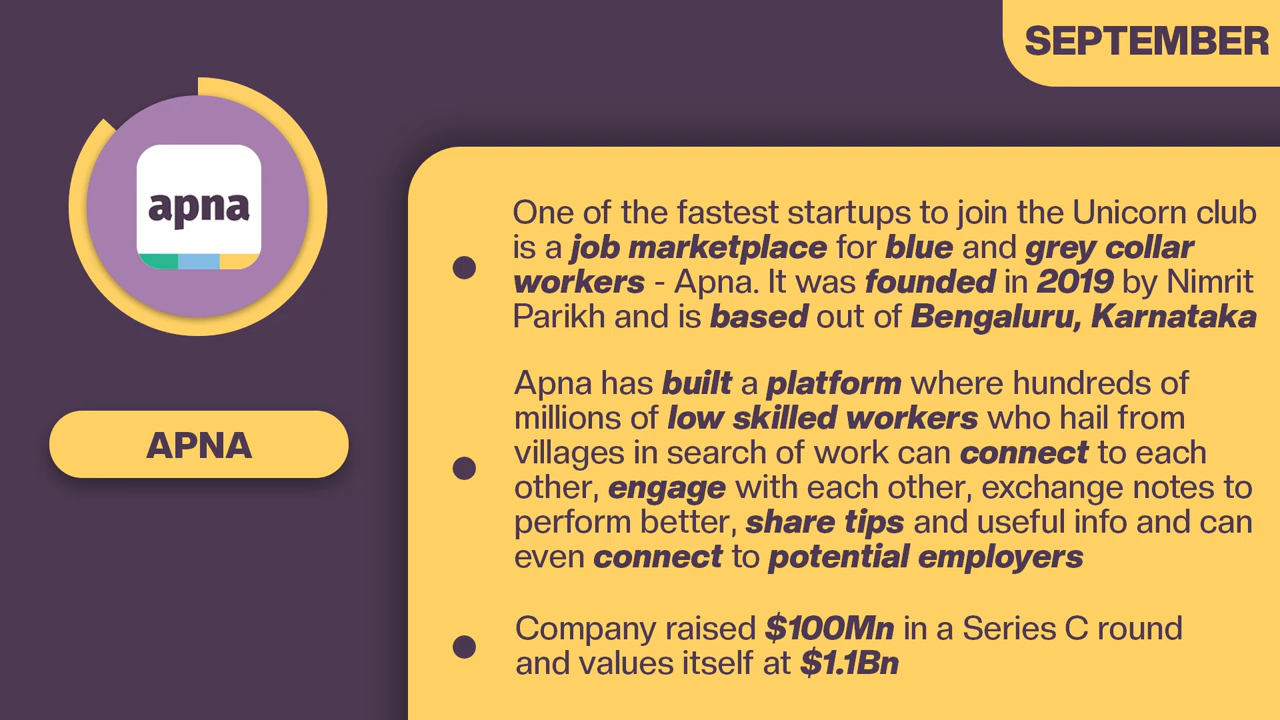 SEPTEMBER
apna
APNA
One of the fastest startups to join the Unicorn club
is a job marketplace for blue and grey collar
workers - Apna. It was founded in 2019 by Nimrit
Parikh and is based out of Bengaluru, Karnataka
Apna has built a platform where hundreds of
millions of low skilled workers who hail from
villages in search of work can connect to each
other, engage with each other, exchange notes to
perform better, share tips and useful info and can
even connect to potential employers
Company raised $100Mn in a Series C round
and values itself at $1.1Bn